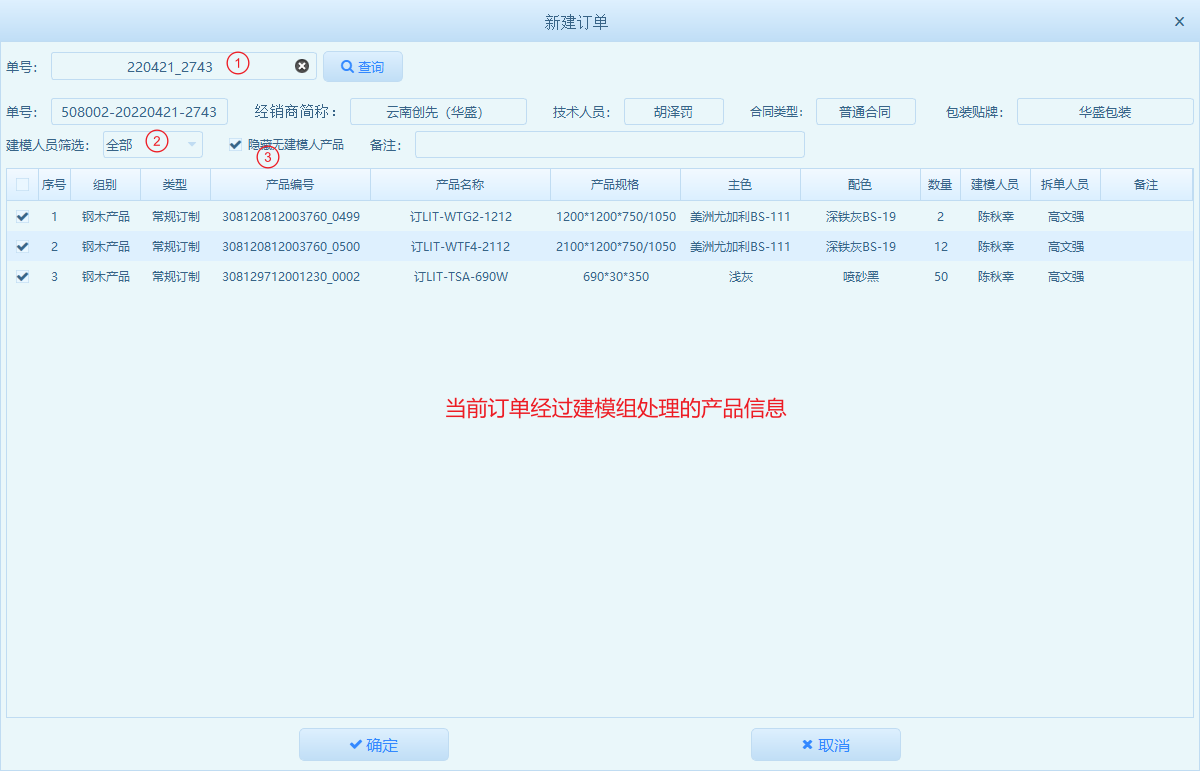 新建订单
单号： 220421_2743 ① 查询
单号： 508002-20220421-2743 经销商简称： 云南创先（华盛） 技术人员： 胡泽罚 合同类型： 普通合同 包装贴牌： 华盛包装
建模人员筛选： 全部 ② 隐藏无建模人产品 ③ 备注：
序号 组别 类型 产品编号 产品名称 产品规格 主色 配色 数量 建模人员 拆单人员 备注
1 钢木产品 常规订制 308120812003760_0499 订LIT-WTG2-1212 1200*1200*750/1050 美洲尤加利BS-111 深铁灰BS-19 2 陈秋幸 高文强
2 钢木产品 常规订制 308120812003760_0500 订LIT-WTF4-2112 2100*1200*750/1050 美洲尤加利BS-111 深铁灰BS-19 12 陈秋幸 高文强
3 钢木产品 常规订制 308129712001230_0002 订LIT-TSA-690W 690*30*350 浅灰 喷砂黑 50 陈秋幸 高文强
当前订单经过建模组处理的产品信息
确定 取消